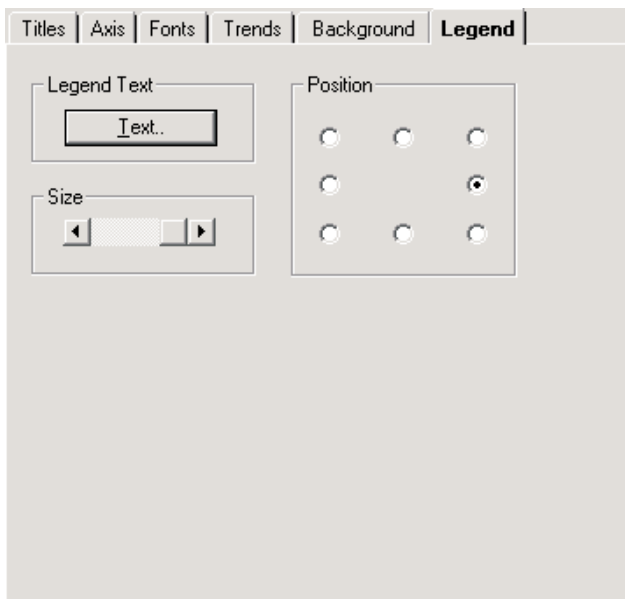 Titles Axis Fonts Trends Background Legend
Legend Text
Text..
Size
Position